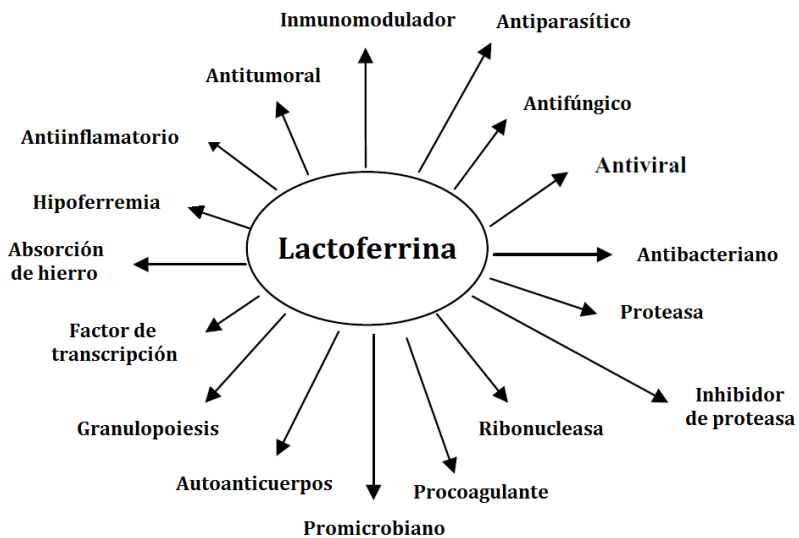 Inmunomodulador
Antiparasítico
Antitumoral
Antifúngico
Antiinflamatorio
Antiviral
Hipoferremia
Lactoferrina
Absorción
de hierro
Antibacteriano
Proteasa
Factor de
transcripción
Inhibidor
de proteasa
Granulopoiesis
Ribonucleasa
Autoanticuerpos
Procoagulante
Promicrobiano